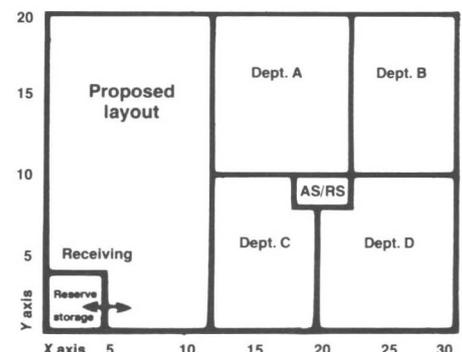 20
Dept. A
Dept. B
Proposed
layout
15
10
AS/RS
Dept. C
Dept. D
5
Receiving
Reserve
storage
Y axis
X axis 5 10 15 20 25 30